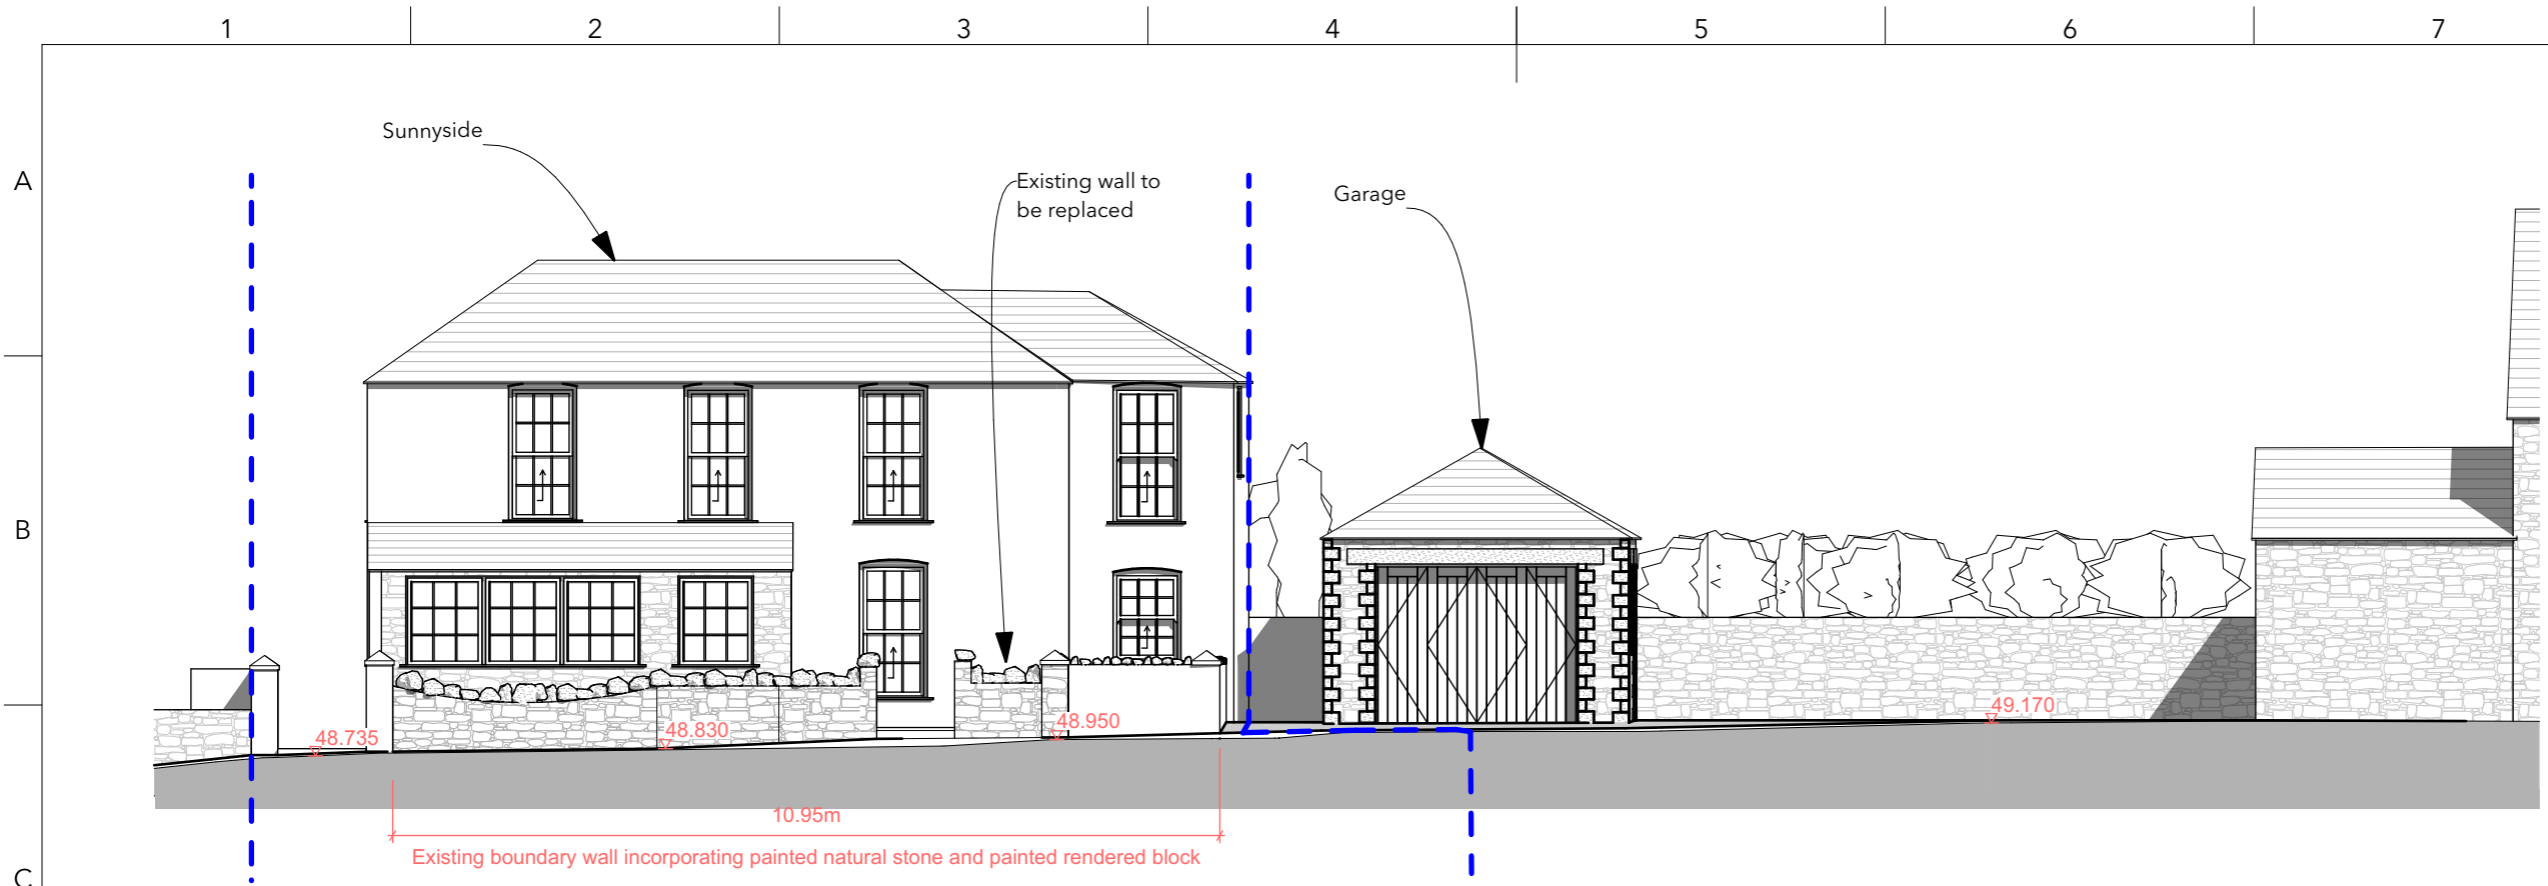 1 2 3 4 5 6 7
A
Sunnyside
Existing wall to
be replaced
Garage
B
48.735
48.830
48.950
49.170
10.95m
Existing boundary wall incorporating painted natural stone and painted rendered block
C